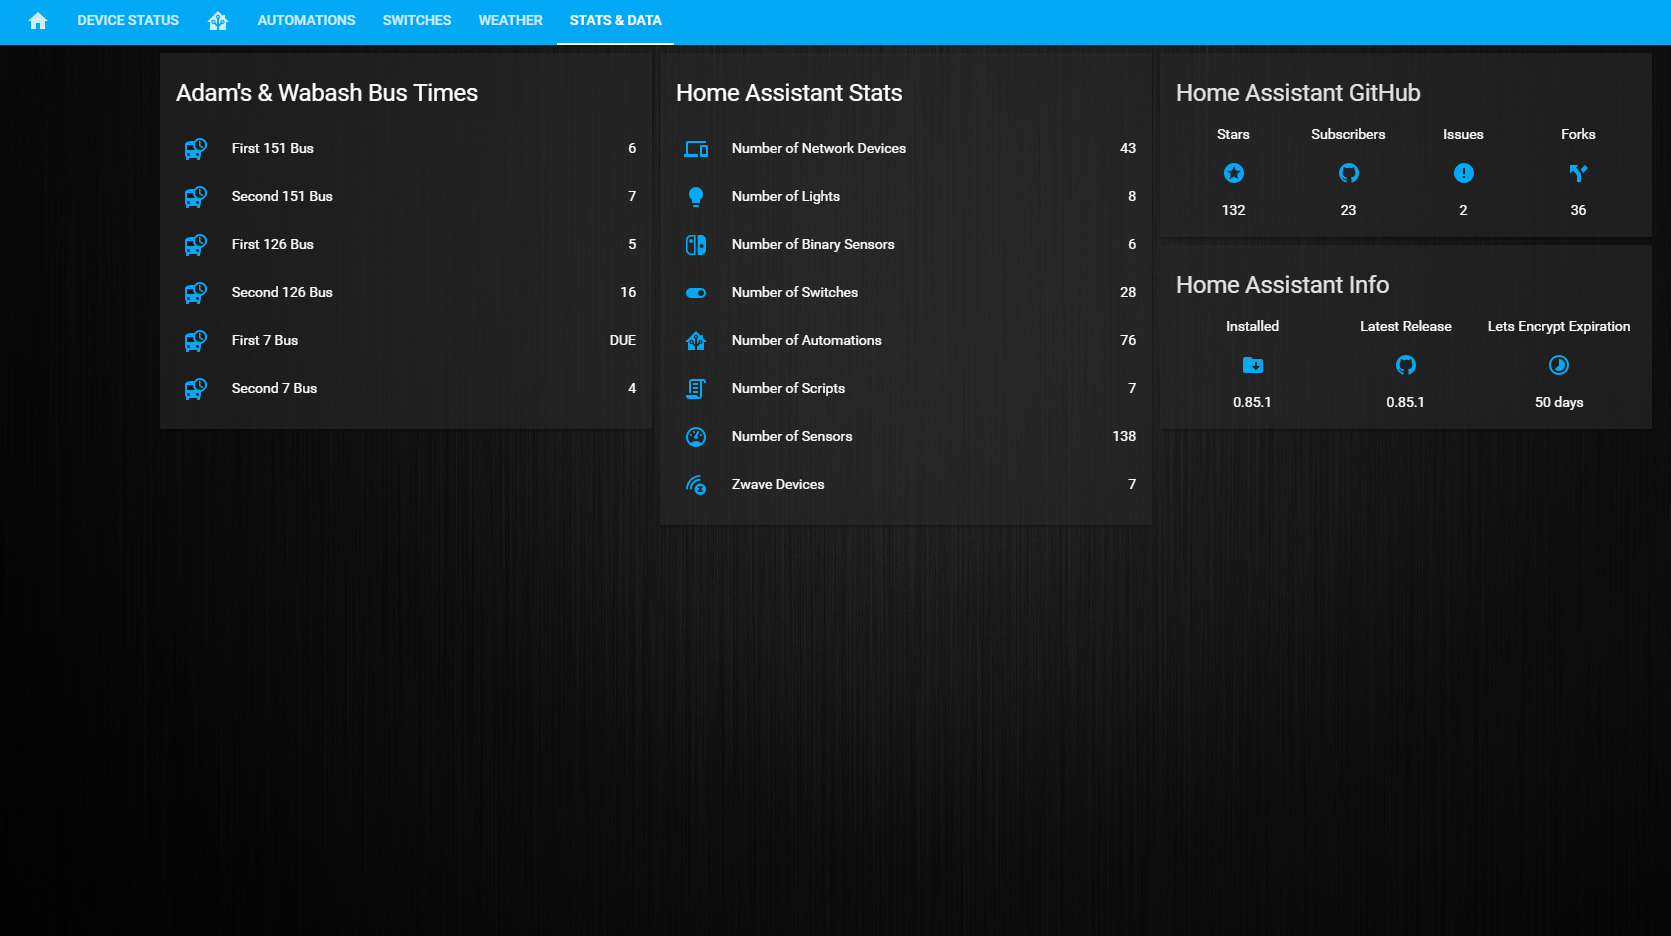 DEVICE STATUS
AUTOMATIONS
SWITCHES
WEATHER
STATS & DATA
Adam's & Wabash Bus Times
First 151 Bus 6
Second 151 Bus 7
First 126 Bus 5
Second 126 Bus 16
First 7 Bus DUE
Second 7 Bus 4
Home Assistant Stats
Number of Network Devices 43
Number of Lights 8
Number of Binary Sensors 6
Number of Switches 28
Number of Automations 76
Number of Scripts 7
Number of Sensors 138
Zwave Devices 7
Home Assistant GitHub
Stars Subscribers Issues Forks
132 23 2 36
Home Assistant Info
Installed Latest Release Lets Encrypt Expiration
0.85.1 0.85.1 50 days